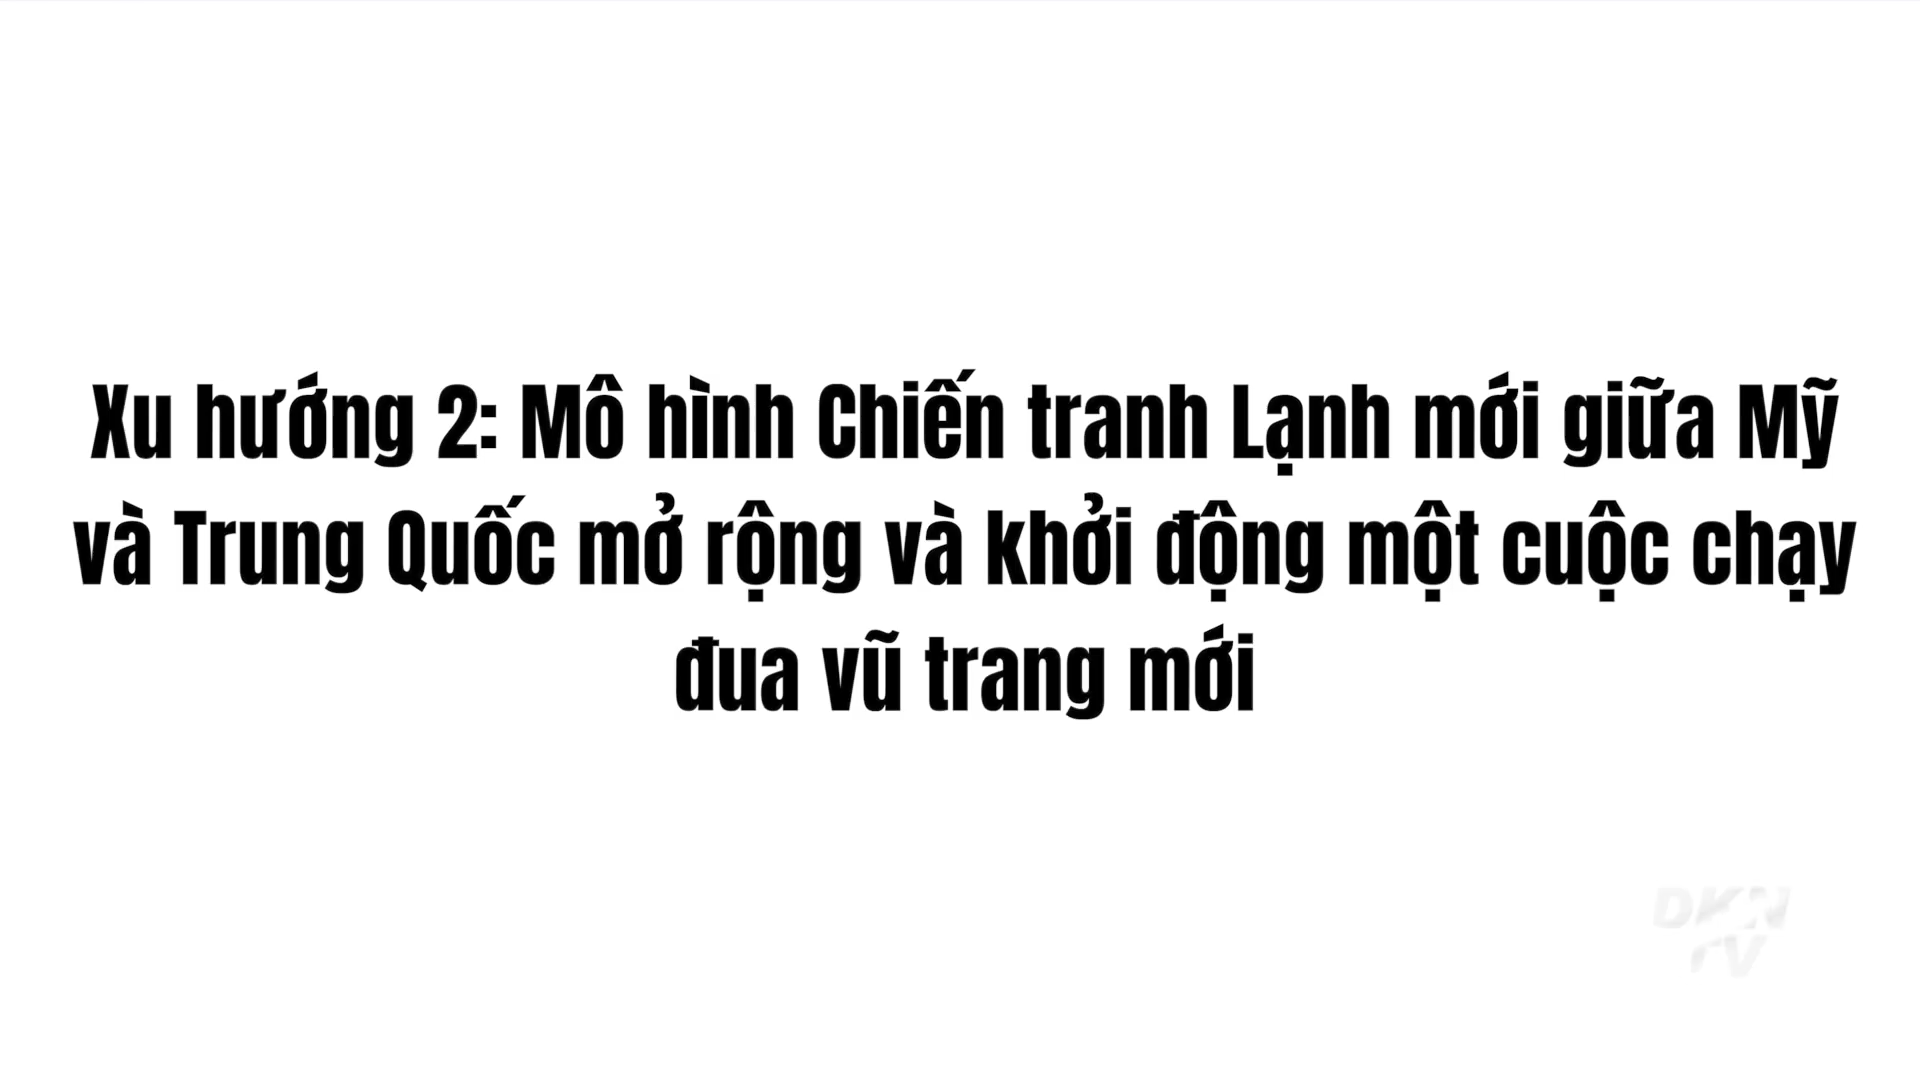 Xu hướng 2: Mô hình Chiến tranh Lạnh mới giữa Mỹ
và Trung Quốc mở rộng và khởi động một cuộc chạy
đua vũ trang mới
DKN
TV